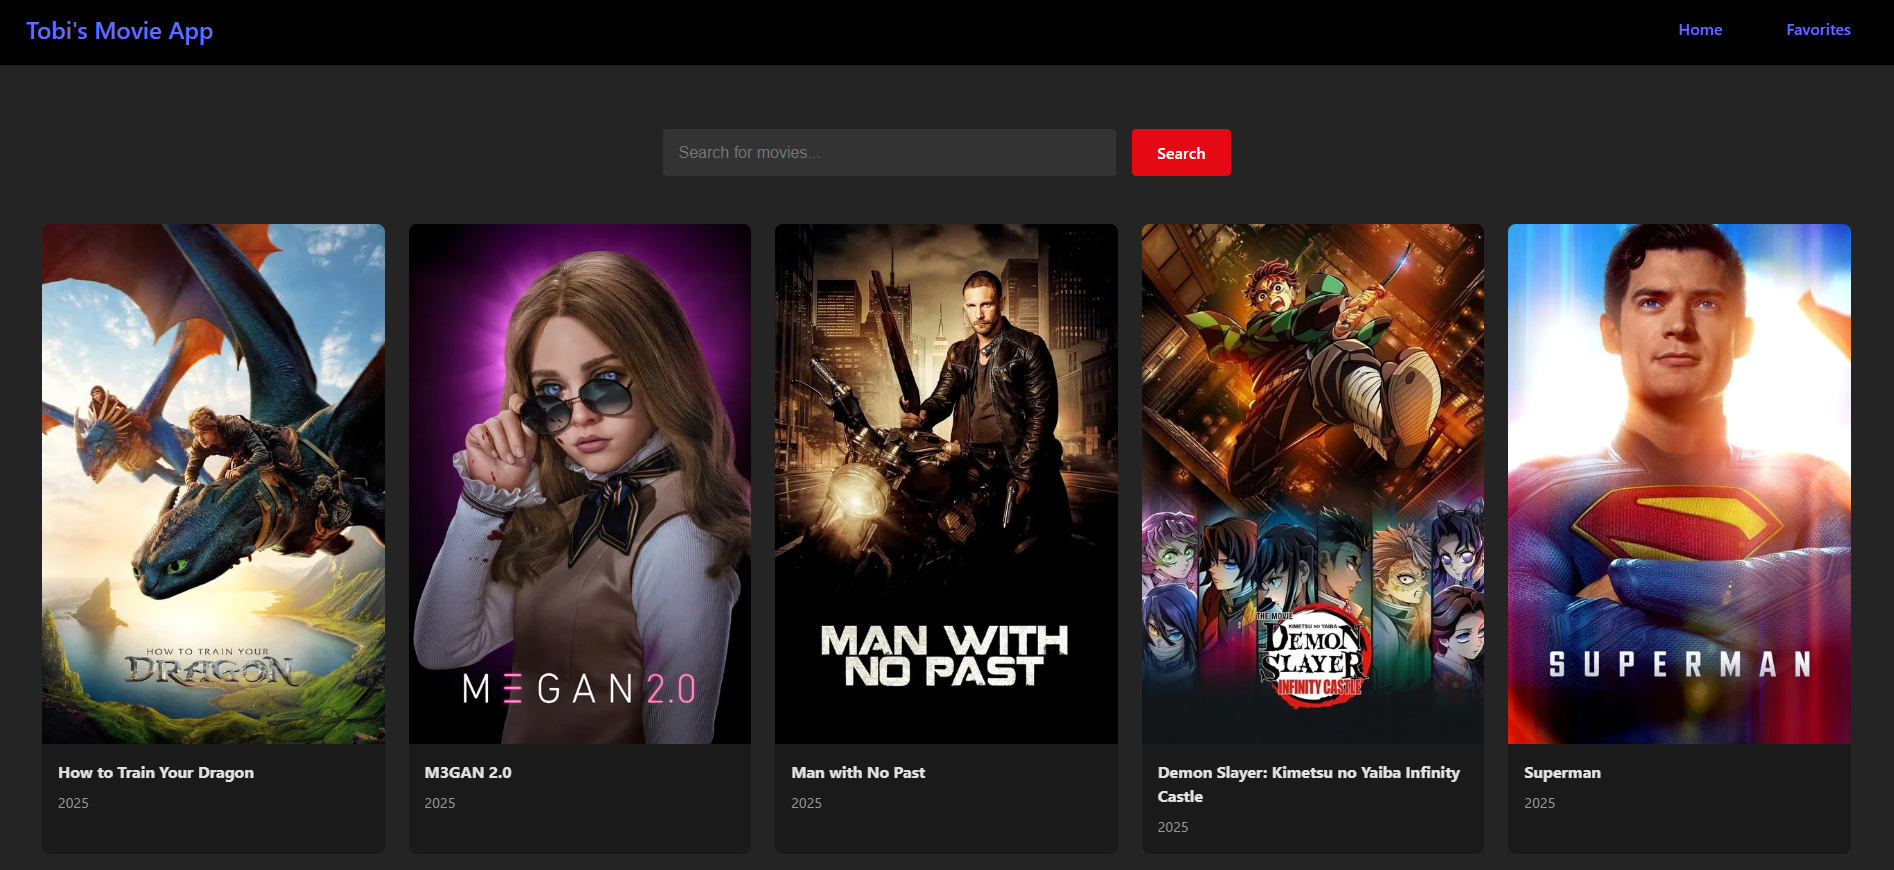 Tobi's Movie App
Home
Favorites
Search for movies...
Search
HOW TO TRAIN YOUR
DRAGON
MEGAN 2.0
MAN WITH
NO PAST
THE MOVIE
KIMETSU NO YAIBA
DEMON
SLAYER
INFINITY CASTLE
SUPERMAN
How to Train Your Dragon
2025
M3GAN 2.0
2025
Man with No Past
2025
Demon Slayer: Kimetsu no Yaiba Infinity
Castle
2025
Superman
2025